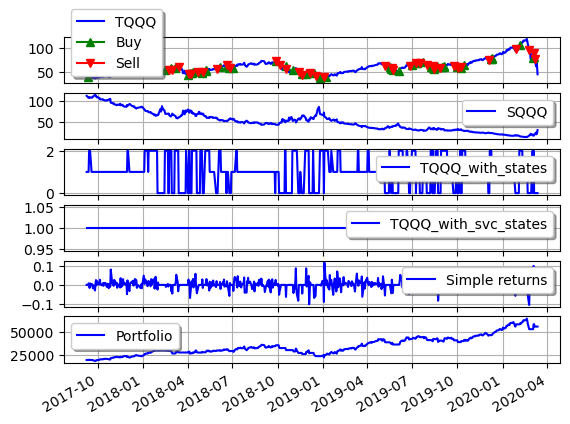 TQQQ
Buy
Sell
100
50
SQQQ
100
50
TQQQ_with_states
2
0
TQQQ_with_svc_states
1.05
1.00
0.95
Simple returns
0.1
0.0
−0.1
Portfolio
50000
25000
2017-10 2018-01 2018-04 2018-07 2018-10 2019-01 2019-04 2019-07 2019-10 2020-01 2020-04